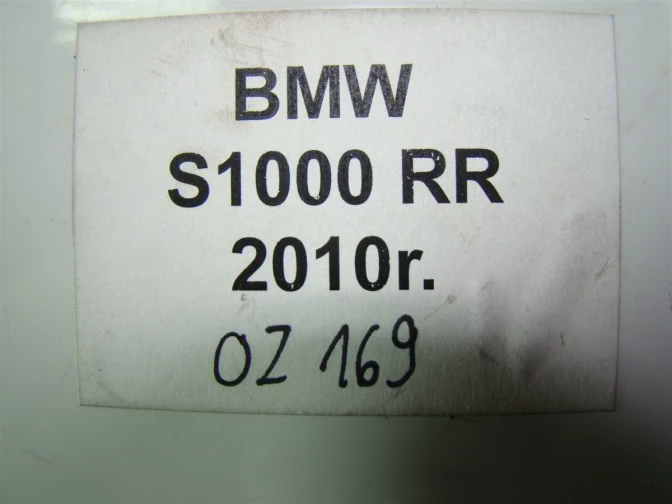 BMW
S1000 RR
2010r.
OZ 169